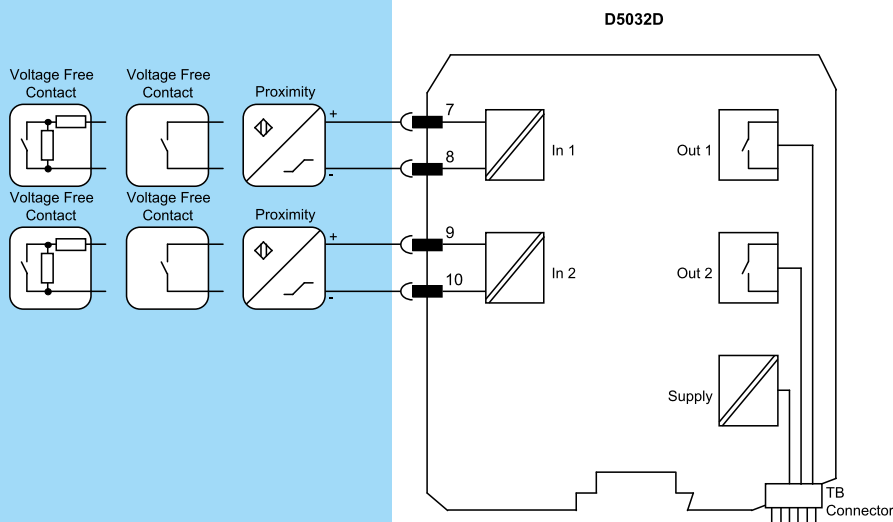 D5032D
Voltage Free
Contact
Voltage Free
Contact
Proximity
+
-
7
8
In 1
Out 1
Voltage Free
Contact
Voltage Free
Contact
Proximity
+
-
9
10
In 2
Out 2
Supply
TB
Connector